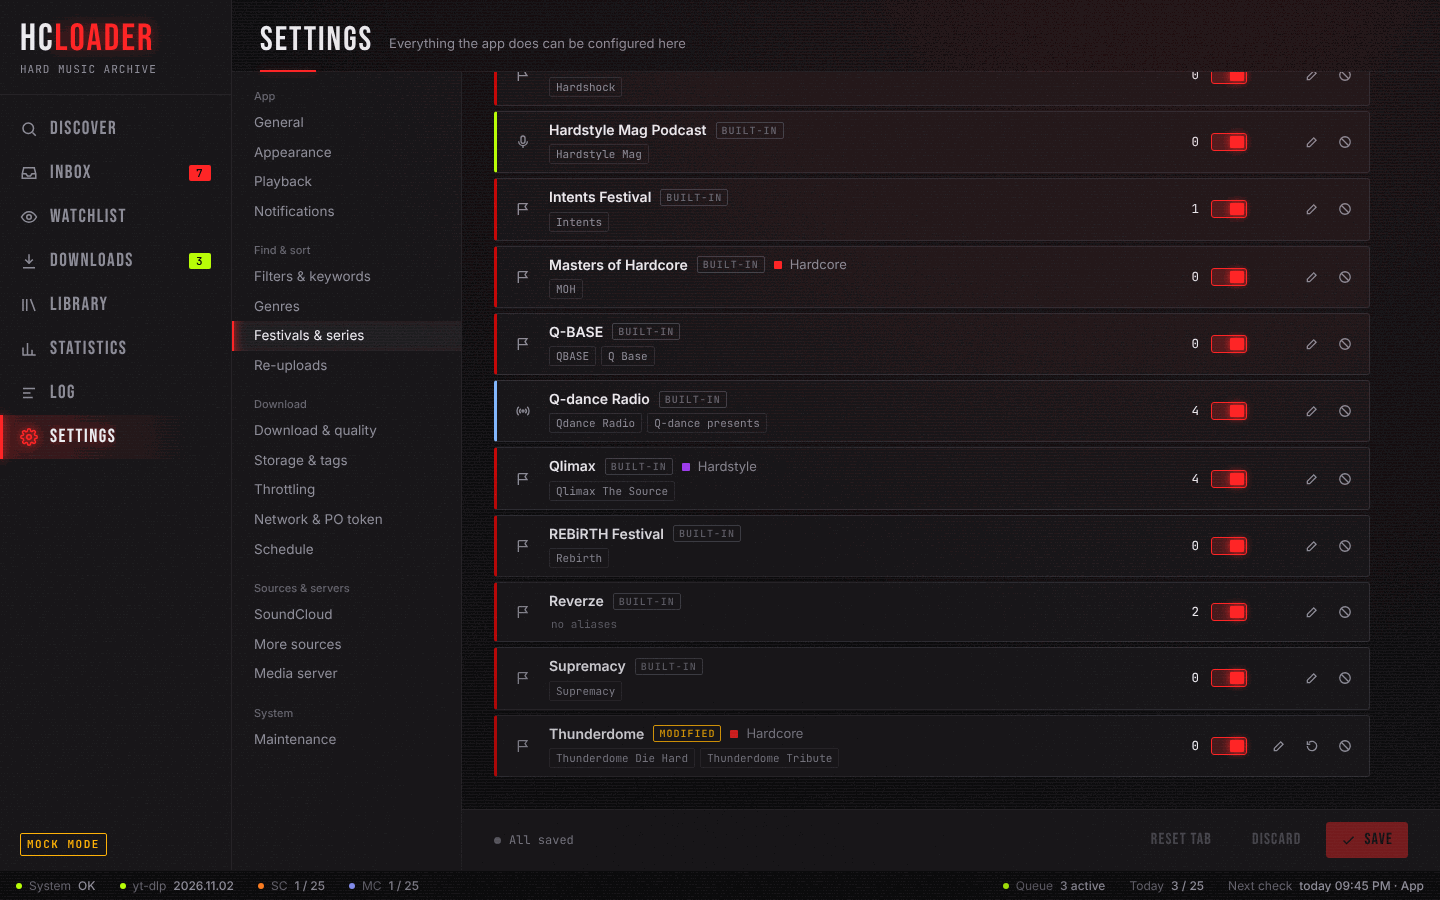 HCLOADER
HARD MUSIC ARCHIVE
DISCOVER
INBOX 7
WATCHLIST
DOWNLOADS 3
LIBRARY
STATISTICS
LOG
SETTINGS
MOCK MODE
SETTINGS Everything the app does can be configured here
App
General
Appearance
Playback
Notifications
Find & sort
Filters & keywords
Genres
Festivals & series
Re-uploads
Download
Download & quality
Storage & tags
Throttling
Network & PO token
Schedule
Sources & servers
SoundCloud
More sources
Media server
System
Maintenance
0
Hardshock
Hardstyle Mag Podcast BUILT-IN 0
Hardstyle Mag
Intents Festival BUILT-IN 1
Intents
Masters of Hardcore BUILT-IN Hardcore 0
MOH
Q-BASE BUILT-IN 0
QBASE Q Base
Q-dance Radio BUILT-IN 4
Qdance Radio Q-dance presents
Qlimax BUILT-IN Hardstyle 4
Qlimax The Source
REBiRTH Festival BUILT-IN 0
Rebirth
Reverze BUILT-IN 2
no aliases
Supremacy BUILT-IN 0
Supremacy
Thunderdome MODIFIED Hardcore 0
Thunderdome Die Hard Thunderdome Tribute
All saved RESET TAB DISCARD SAVE
System OK yt-dlp 2026.11.02 SC 1 / 25 MC 1 / 25 Queue 3 active Today 3 / 25 Next check today 09:45 PM · App